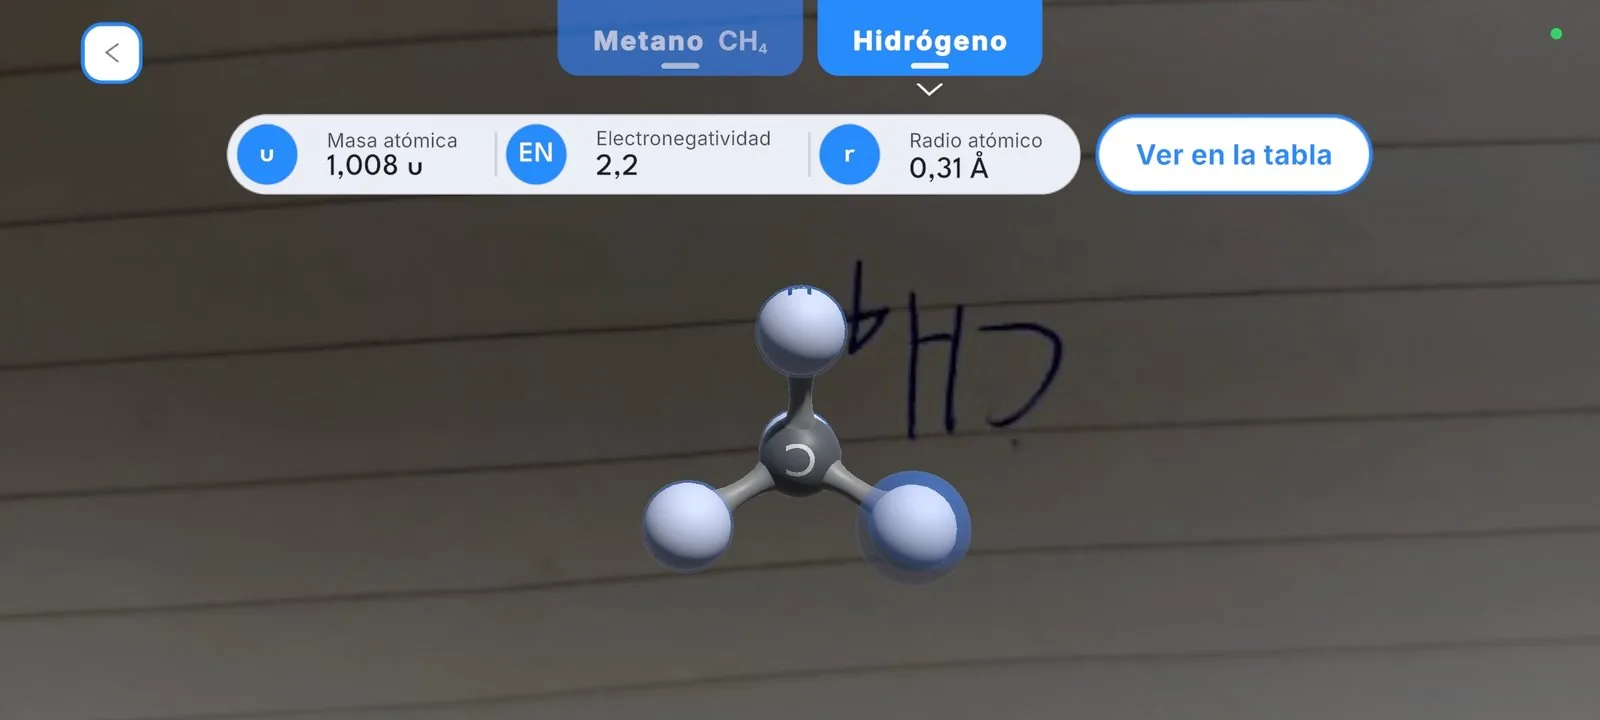 Metano CH₄
Hidrógeno
u
Masa atómica
1,008 u
EN
Electronegatividad
2,2
r
Radio atómico
0,31 Å
Ver en la tabla
CH4
H
C